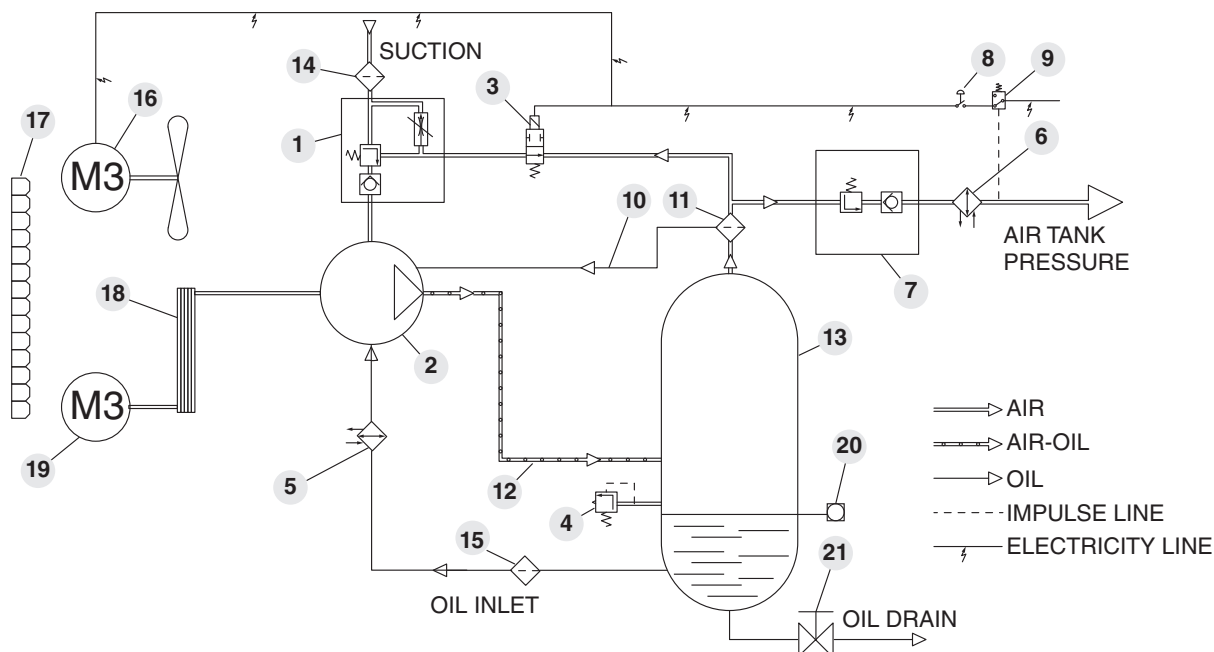 SUCTION
14
8
9
3
16
17
1
6
M3
11
10
AIR TANK
PRESSURE
18
7
2
13
M3
AIR
AIR-OIL
19
5
12
20
OIL
4
IMPULSE LINE
15
ELECTRICITY LINE
21
OIL INLET
OIL DRAIN